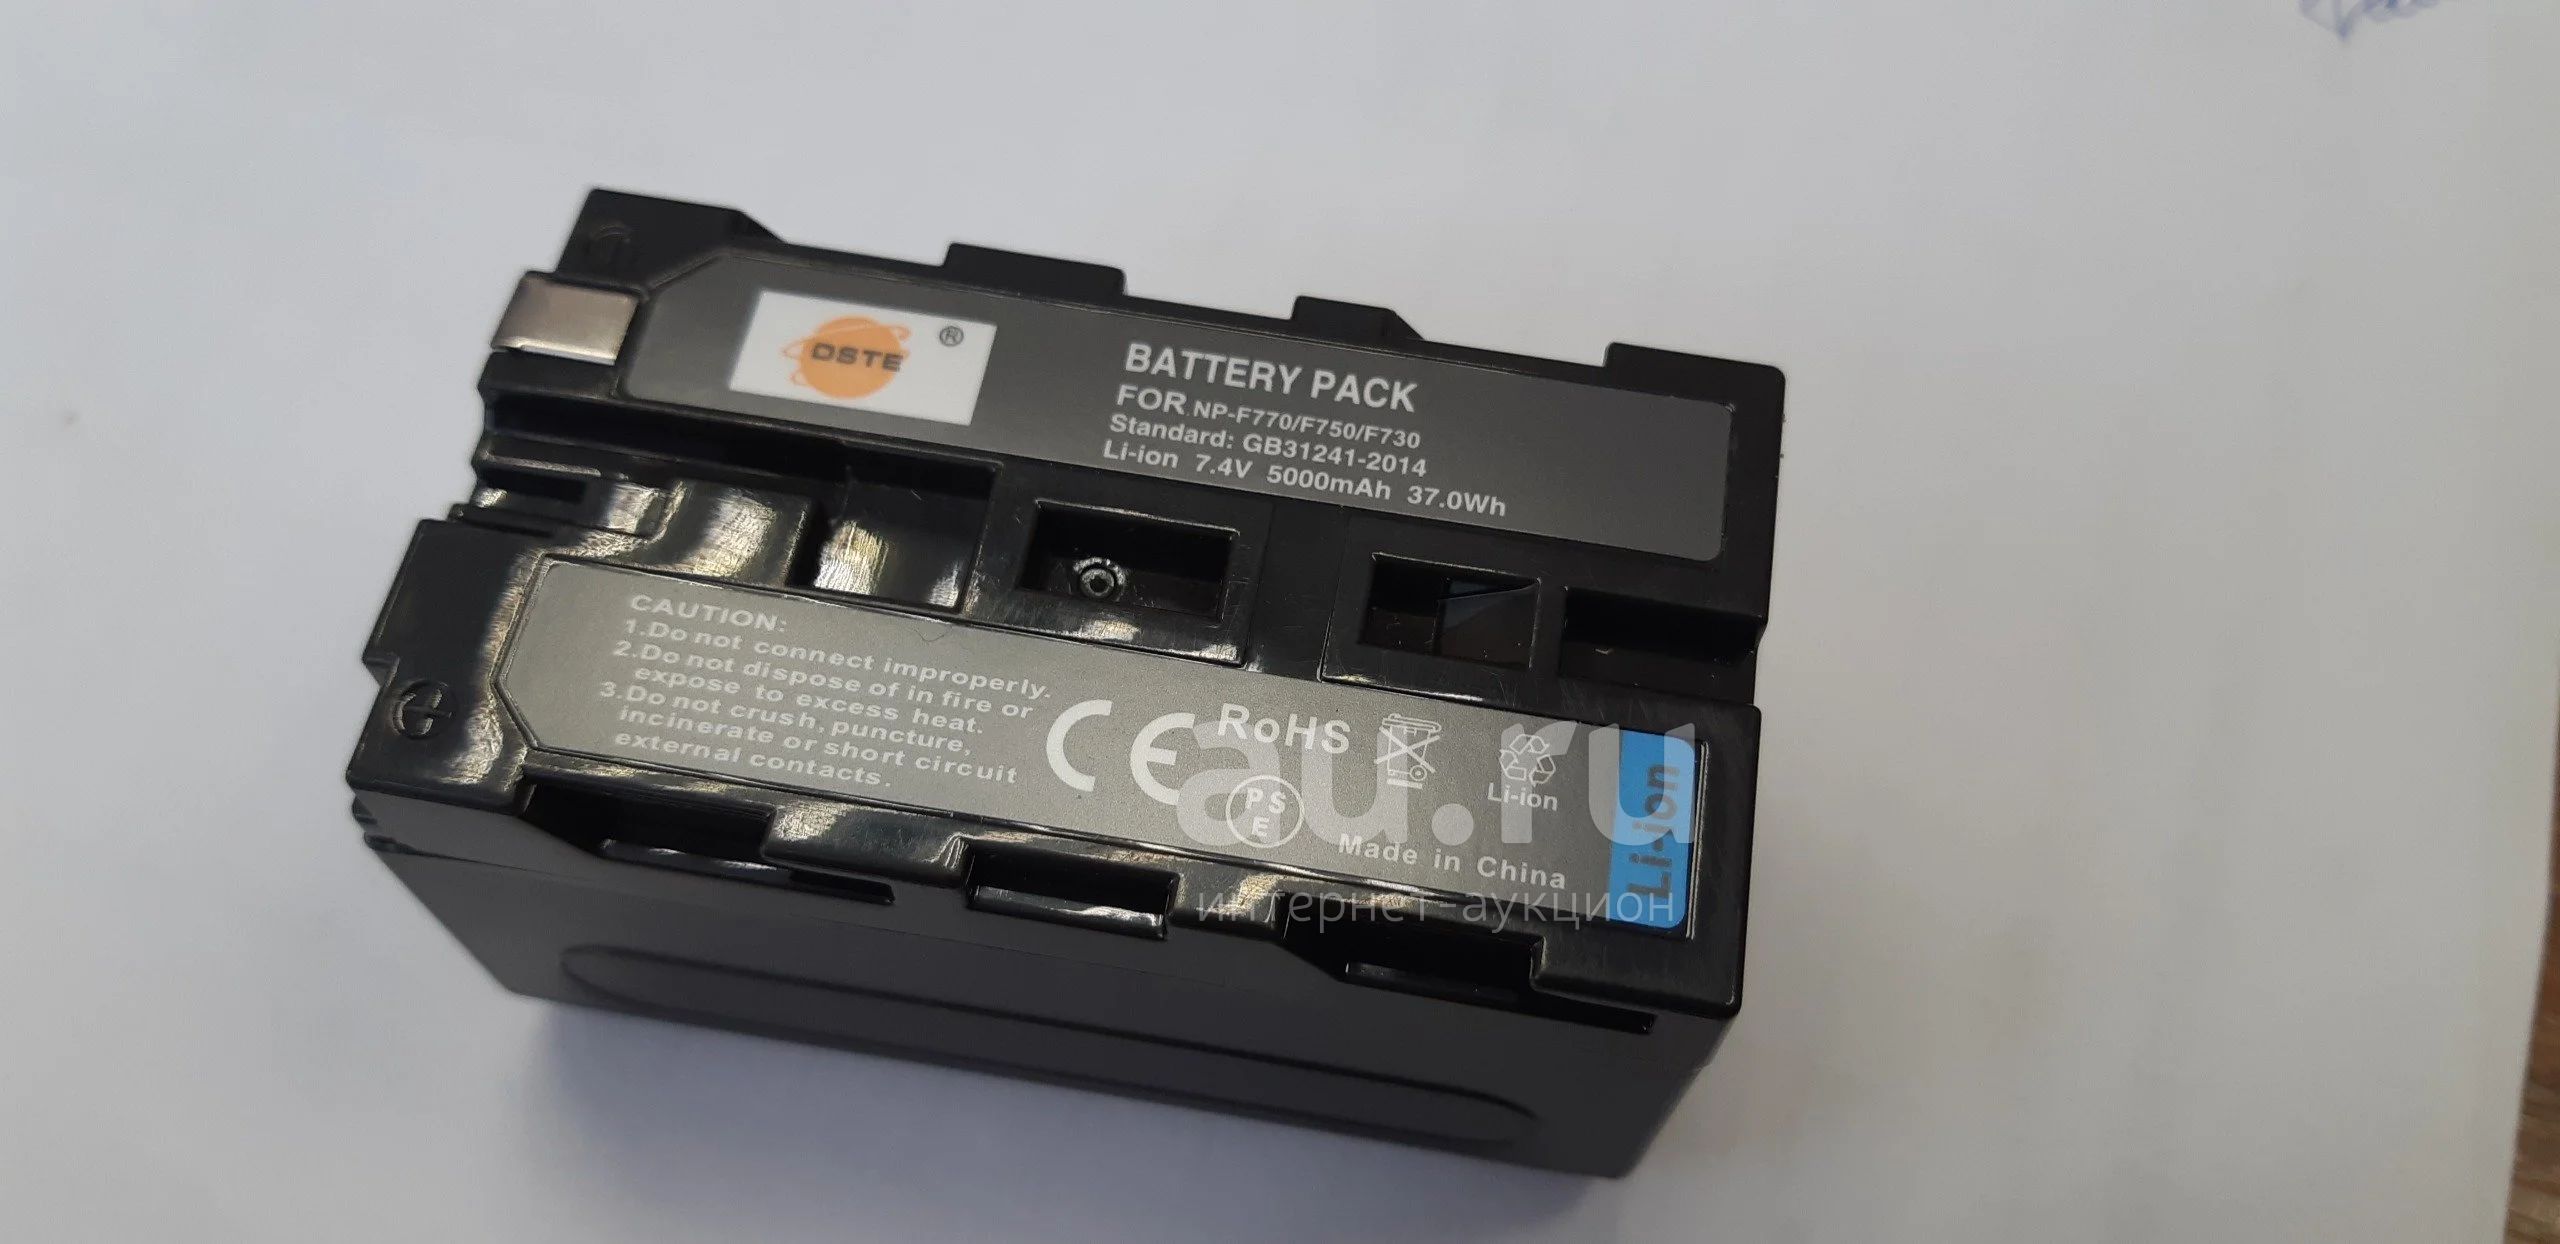 DSTE ®
BATTERY PACK
FOR NP-F770/F750/F730
Standard: GB31241-2014
Li-ion 7.4V 5000mAh 37.0Wh
CAUTION:
1.Do not connect improperly.
2.Do not dispose of in fire or
expose to excess heat.
3.Do not crush, puncture,
incinerate or short circuit
external contacts.
CE
RoHS
PSE
Li-ion
Made in China
Li-ion
au.ru
интернет-аукцион